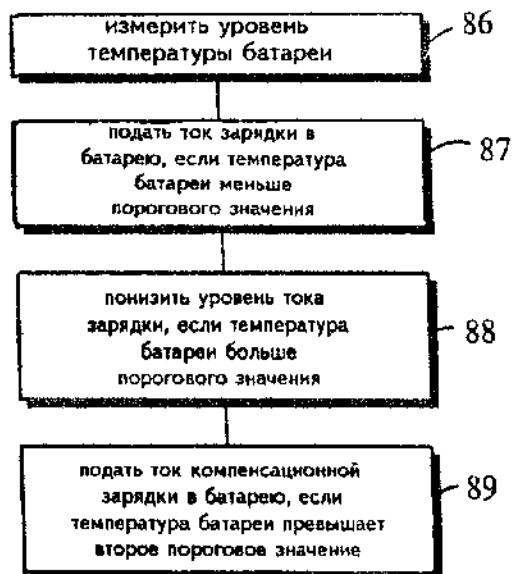 измерить уровень
температуры батареи
86
подать ток зарядки в
батарею, если температура
батареи меньше
порогового значения
87
понизить уровень тока
зарядки, если температура
батареи больше
порогового значения
88
подать ток компенсационной
зарядки в батарею, если
температура батареи превышает
второе пороговое значение
89